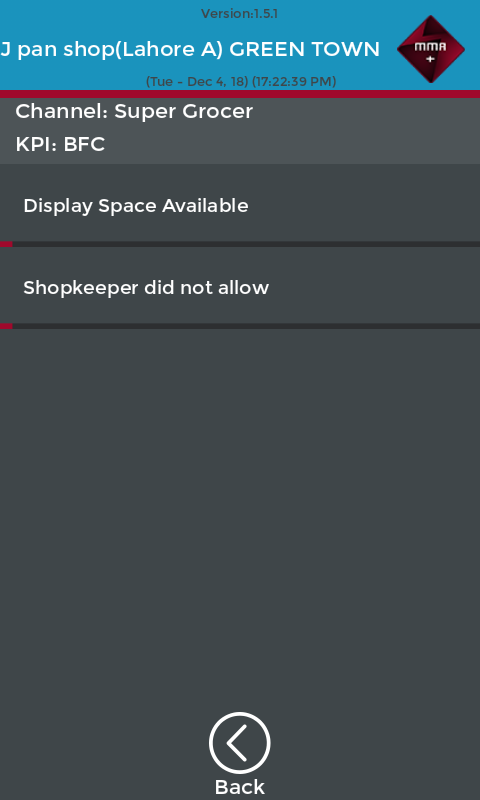 Version:1.5.1
J pan shop(Lahore A) GREEN TOWN
MMA
+
(Tue - Dec 4, 18) (17:22:39 PM)
Channel: Super Grocer
KPI: BFC
Display Space Available
Shopkeeper did not allow
Back